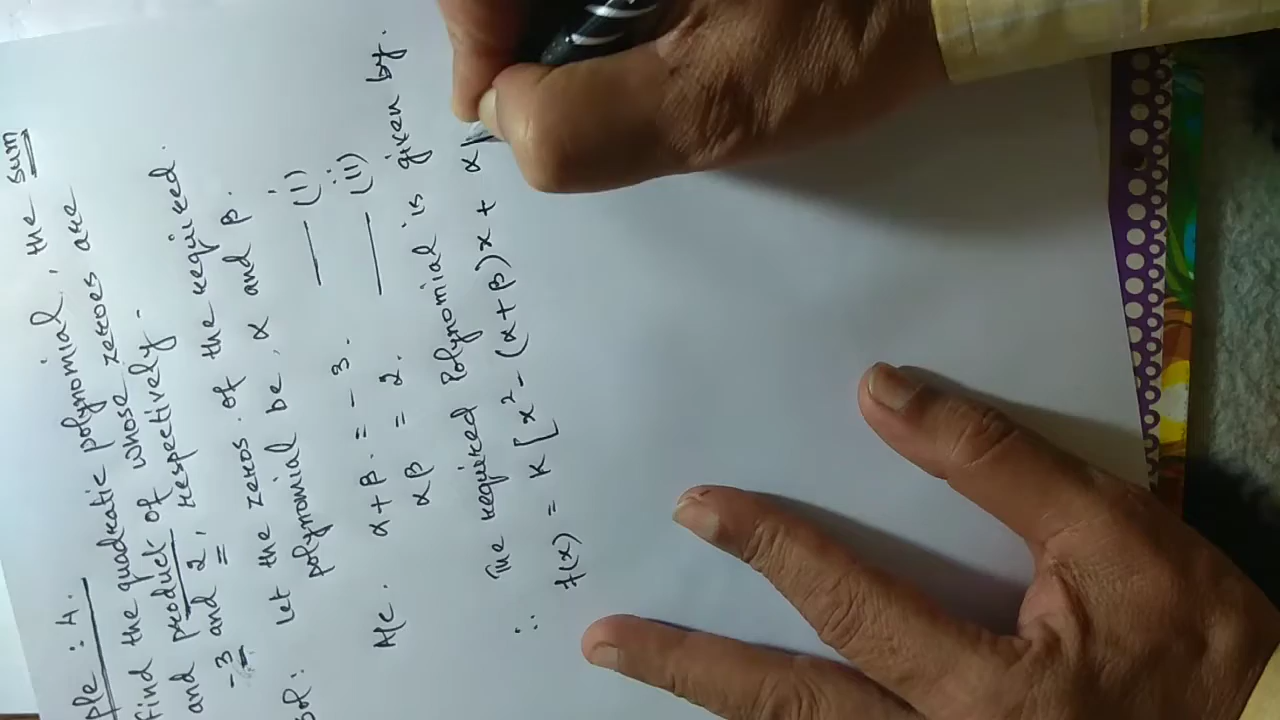 ple : 4.
Find the quadratic polynomial, the sum
and product of whose zeroes are
-3 and 2, respectively.
Sol: Let the zeros of the required
polynomial be, α and β.
A/c. α+β = -3. —— (i)
αβ = 2. —— (ii)
∴ The required Polynomial is given by.
f(x) = K[x²-(α+β)x+ α